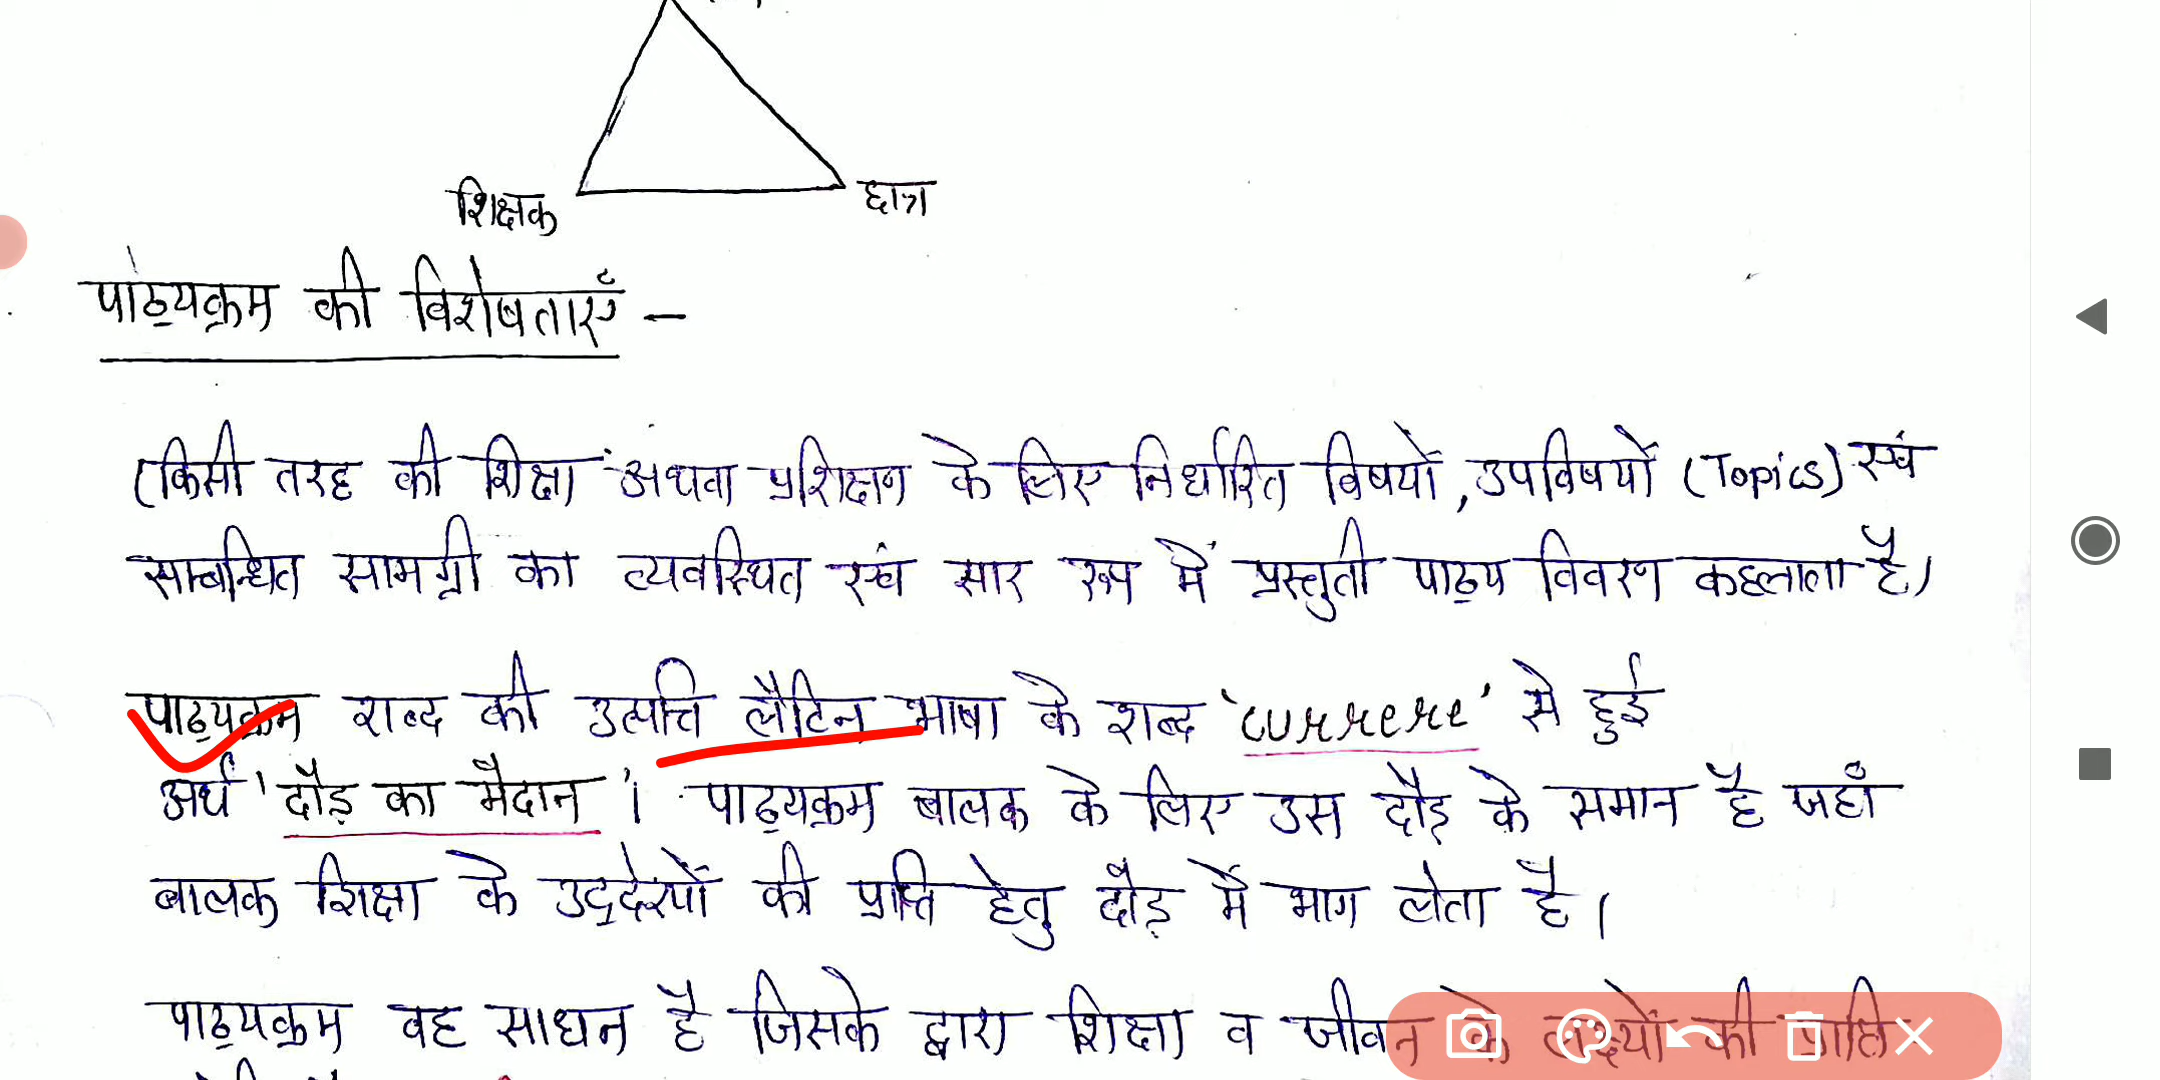 शिक्षक
छात्र
पाठ्यक्रम की विशेषताएँ –
(किसी तरह की शिक्षा अथवा प्रशिक्षण के लिए निर्धारित विषयों, उपविषयों (Topics) एवं
सम्बन्धित सामग्री का व्यवस्थित एवं सार रूप में प्रस्तुती पाठ्य विवरण कहलाता है)
पाठ्यक्रम शब्द की उत्पत्ति लैटिन भाषा के शब्द 'currere' से हुई
अर्थ 'दौड़ का मैदान'। पाठ्यक्रम बालक के लिए उस दौड़ के समान है जहाँ
बालक शिक्षा के उद्देश्यों की प्राप्ति हेतु दौड़ में भाग लेता है।
पाठ्यक्रम वह साधन है जिसके द्वारा शिक्षा व जीवन के लक्ष्यों की प्राप्ति